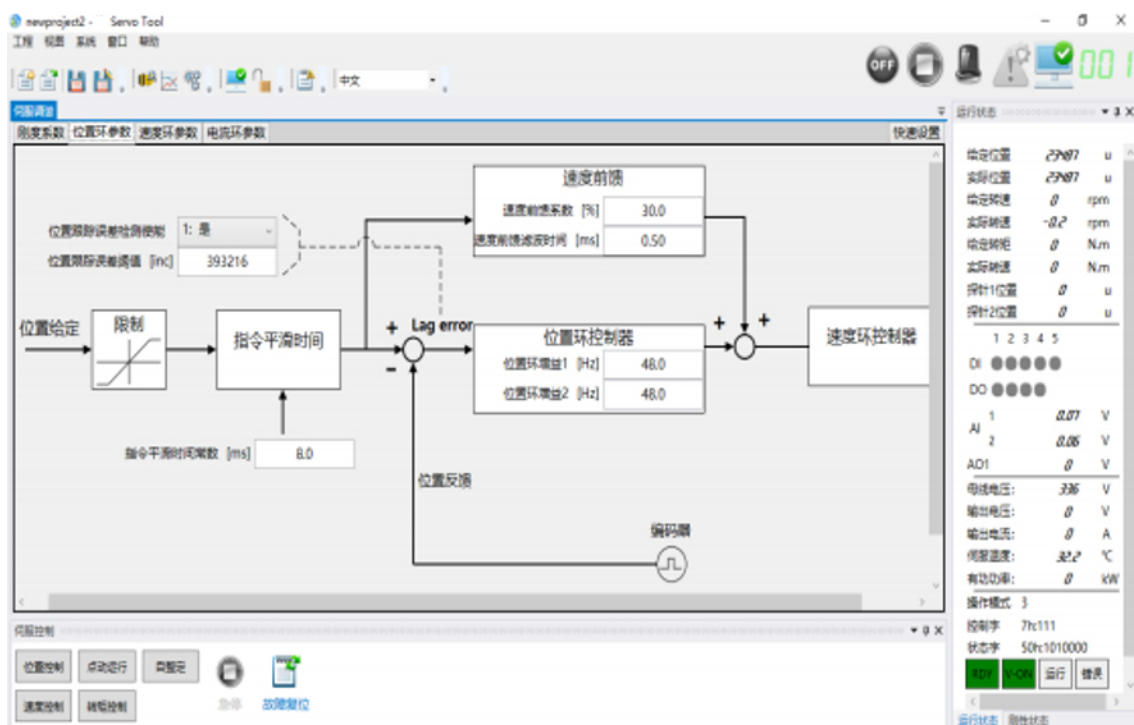 newproject2 - Servo Tool
工程 视图 系统 窗口 帮助
OFF
001
中文
伺服调谐
刚度系数 位置环参数 速度环参数 电流环参数 快速设置
速度前馈
速度前馈系数 [%] 30.0
速度前馈滤波时间 [ms] 0.50
位置跟踪误差检测使能 1: 是
位置跟踪误差阈值 [inc] 393216
位置给定
限制
指令平滑时间
+ Lag error
-
位置环控制器
位置环增益1 [Hz] 48.0
位置环增益2 [Hz] 48.0
+ +
速度环控制器
指令平滑时间常数 [ms] 8.0
位置反馈
编码器
伺服控制
位置控制 点动运行 自整定
速度控制 转矩控制
急停 故障复位
运行状态
给定位置 23487 u
实际位置 23487 u
给定转速 0 rpm
实际转速 -0.2 rpm
给定转矩 0 N.m
实际转速 0 N.m
探针1位置 0 u
探针2位置 0 u
1 2 3 4 5
DI
DO
AI 1 0.07 V
2 0.06 V
AO1 0 V
母线电压: 336 V
输出电压: 0 V
输出电流: 0 A
伺服温度: 32.2 ℃
有功功率: 0 kW
操作模式 3
控制字 7h:111
状态字 50h:1010000
RDY V-ON 运行 错误
运行状态 刚性状态